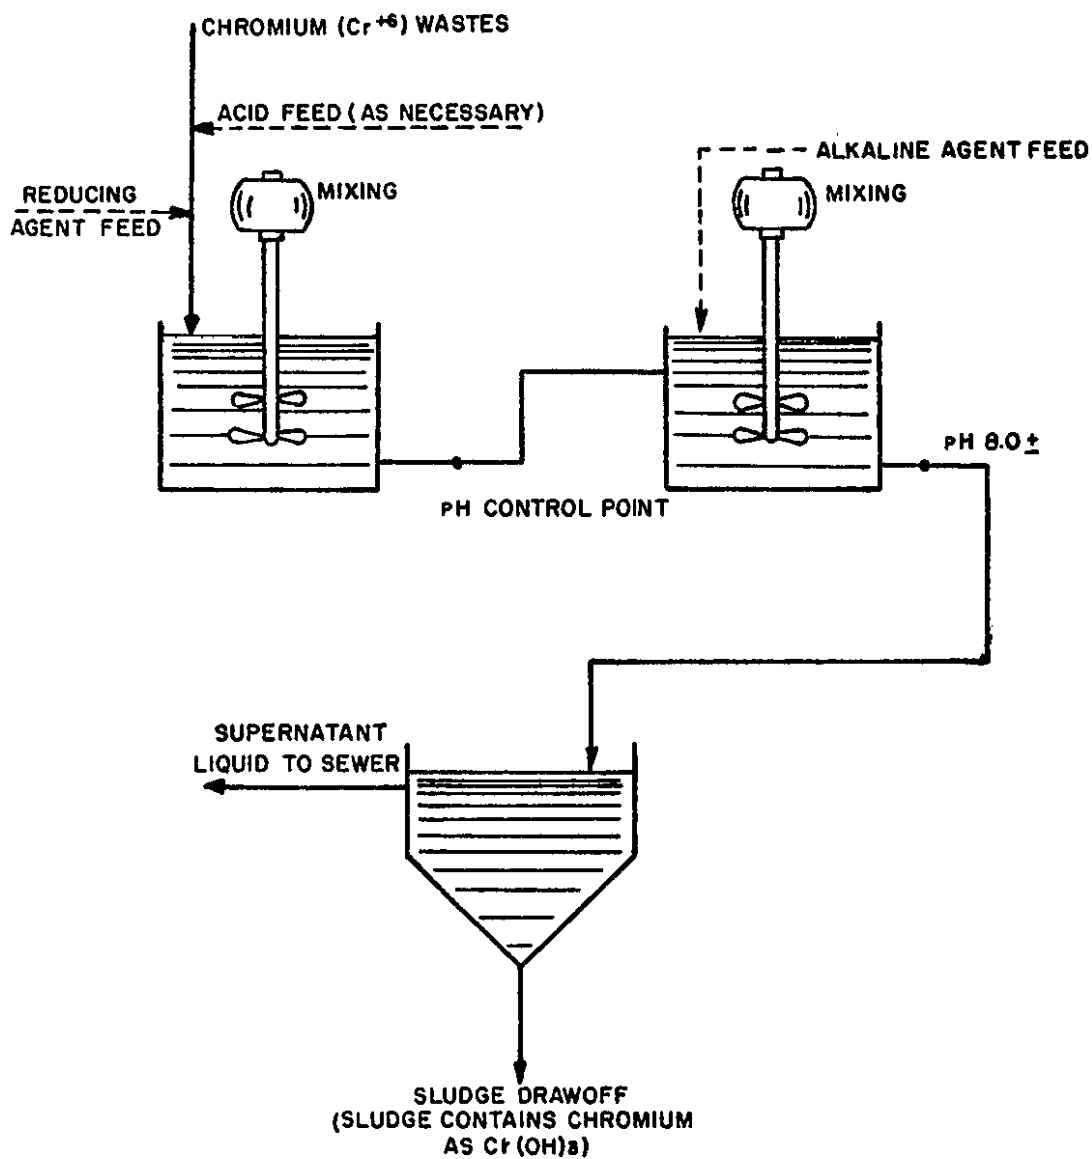 CHROMIUM (Cr+6) WASTES
ACID FEED (AS NECESSARY)
REDUCING
AGENT FEED
MIXING
ALKALINE AGENT FEED
MIXING
pH CONTROL POINT
pH 8.0 ±
SUPERNATANT
LIQUID TO SEWER
SLUDGE DRAWOFF
(SLUDGE CONTAINS CHROMIUM
AS Cr(OH)3)